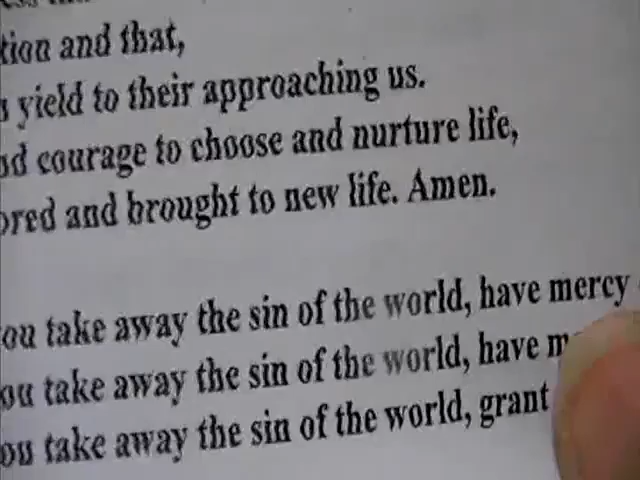 tion and that,
yield to their approaching us.
courage to choose and nurture life,
and brought to new life. Amen.
ou take away the sin of the world, have mercy
ou take away the sin of the world, have m
ou take away the sin of the world, grant